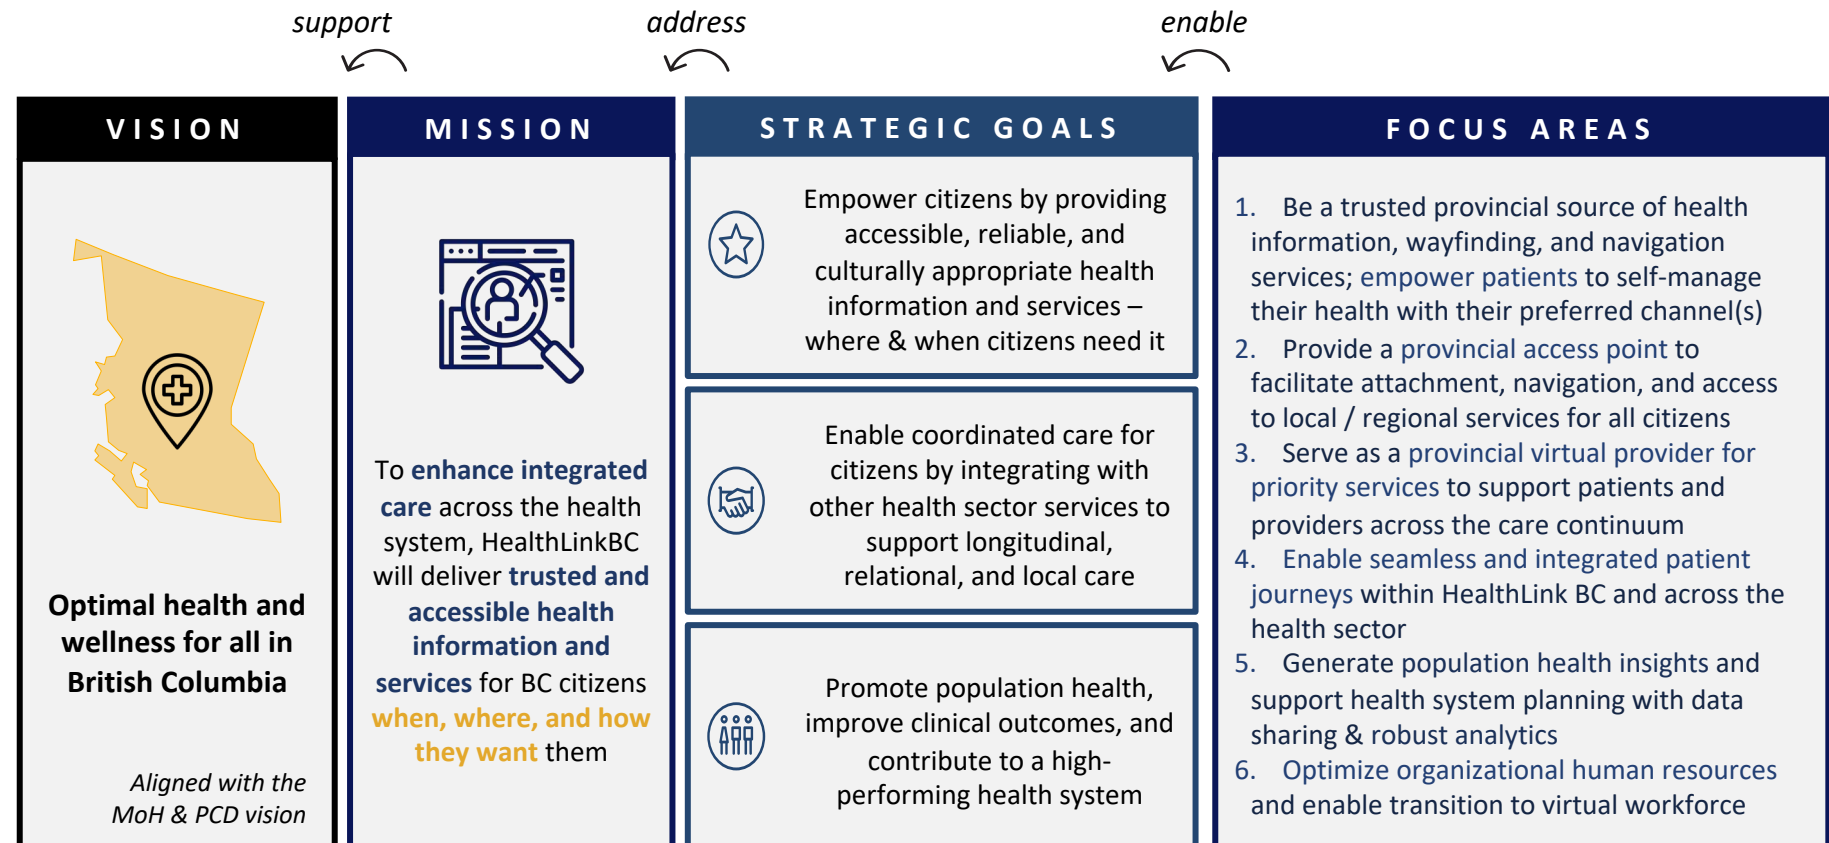 support
address
enable
VISION
Optimal health and
wellness for all in
British Columbia
Aligned with the
MoH & PCD vision
MISSION
To enhance integrated
care across the health
system, HealthLinkBC
will deliver trusted and
accessible health
information and
services for BC citizens
when, where, and how
they want them
STRATEGIC GOALS
Empower citizens by providing
accessible, reliable, and
culturally appropriate health
information and services –
where & when citizens need it
Enable coordinated care for
citizens by integrating with
other health sector services to
support longitudinal,
relational, and local care
Promote population health,
improve clinical outcomes, and
contribute to a high-
performing health system
FOCUS AREAS
1. Be a trusted provincial source of health
information, wayfinding, and navigation
services; empower patients to self-manage
their health with their preferred channel(s)
2. Provide a provincial access point to
facilitate attachment, navigation, and access
to local / regional services for all citizens
3. Serve as a provincial virtual provider for
priority services to support patients and
providers across the care continuum
4. Enable seamless and integrated patient
journeys within HealthLink BC and across the
health sector
5. Generate population health insights and
support health system planning with data
sharing & robust analytics
6. Optimize organizational human resources
and enable transition to virtual workforce